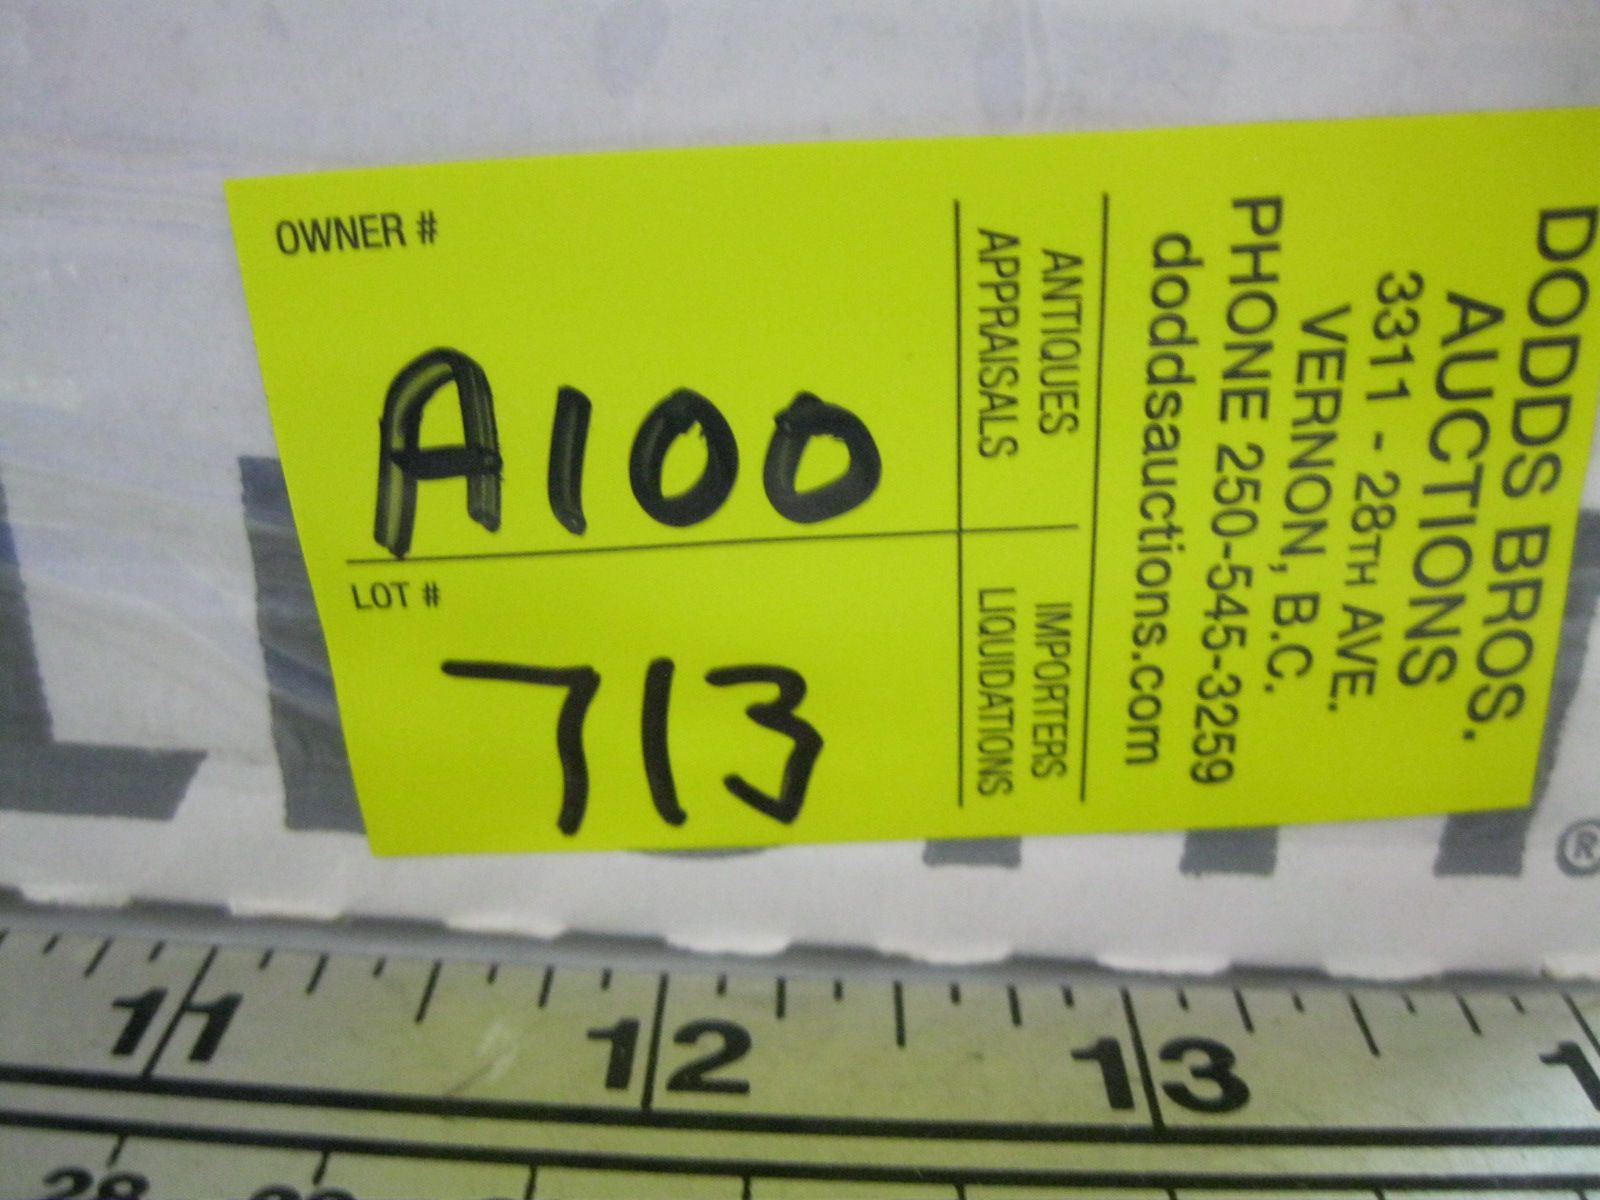 DODDS BROS.
AUCTIONS
3311 - 28TH AVE.
VERNON, B.C.
PHONE 250-545-3259
doddsauctions.com
ANTIQUES
APPRAISALS
IMPORTERS
LIQUIDATIONS
OWNER #
A100
LOT #
713
®
11 12 13
28